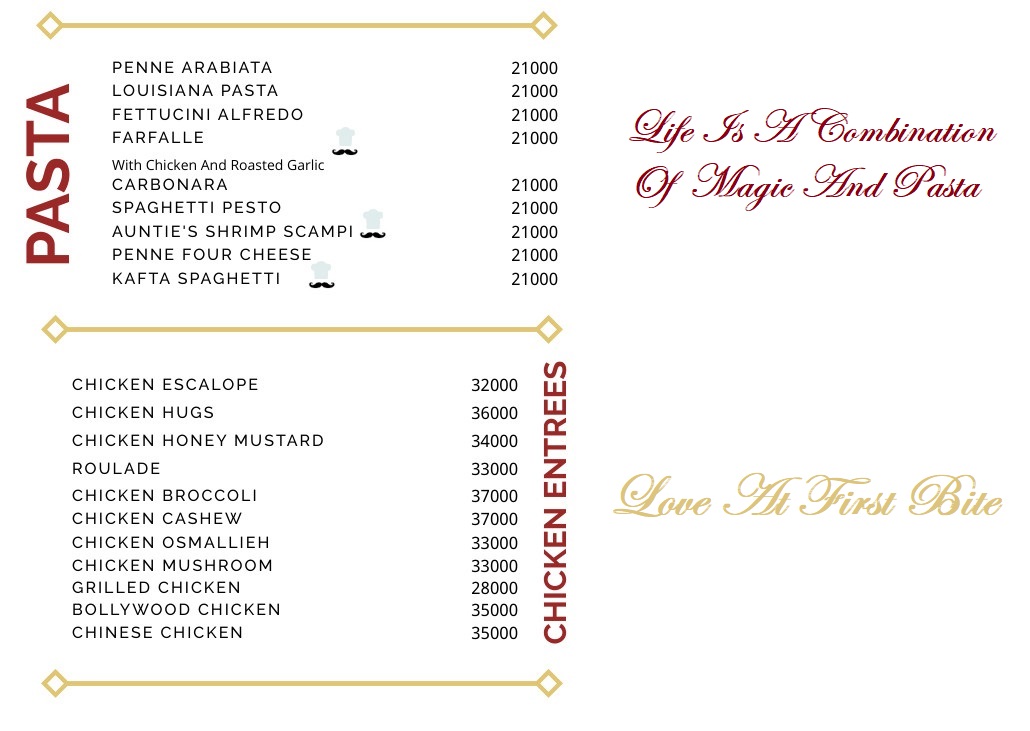 PASTA
PENNE ARABIATA 21000
LOUISIANA PASTA 21000
FETTUCINI ALFREDO 21000
FARFALLE 21000
With Chicken And Roasted Garlic
CARBONARA 21000
SPAGHETTI PESTO 21000
AUNTIE'S SHRIMP SCAMPI 21000
PENNE FOUR CHEESE 21000
KAFTA SPAGHETTI 21000
Life Is A Combination
Of Magic And Pasta
CHICKEN ENTREES
CHICKEN ESCALOPE 32000
CHICKEN HUGS 36000
CHICKEN HONEY MUSTARD 34000
ROULADE 33000
CHICKEN BROCCOLI 37000
CHICKEN CASHEW 37000
CHICKEN OSMALLIEH 33000
CHICKEN MUSHROOM 33000
GRILLED CHICKEN 28000
BOLLYWOOD CHICKEN 35000
CHINESE CHICKEN 35000
Love At First Bite